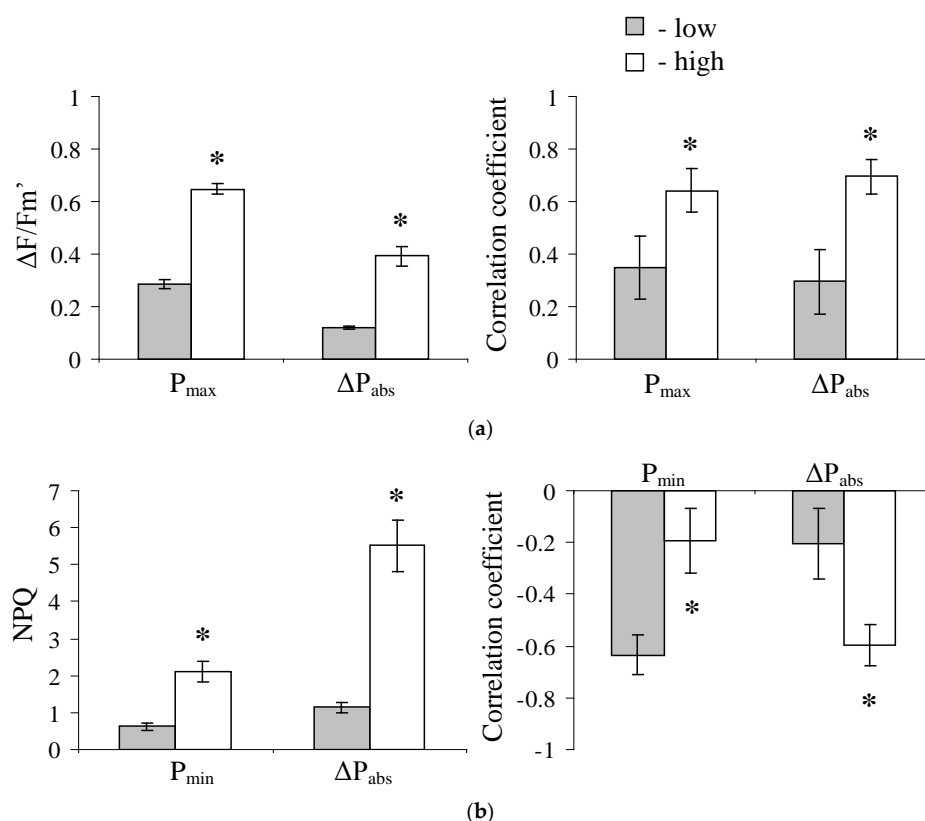 - low
- high
ΔF/Fm’
1
0.8
0.6
0.4
0.2
0
*
*
Pmax
ΔPabs
Correlation coefficient
1
0.8
0.6
0.4
0.2
0
*
*
Pmax
ΔPabs
(a)
NPQ
7
6
5
4
3
2
1
0
*
*
Pmin
ΔPabs
Correlation coefficient
Pmin
ΔPabs
0
-0.2
-0.4
-0.6
-0.8
-1
*
*
(b)